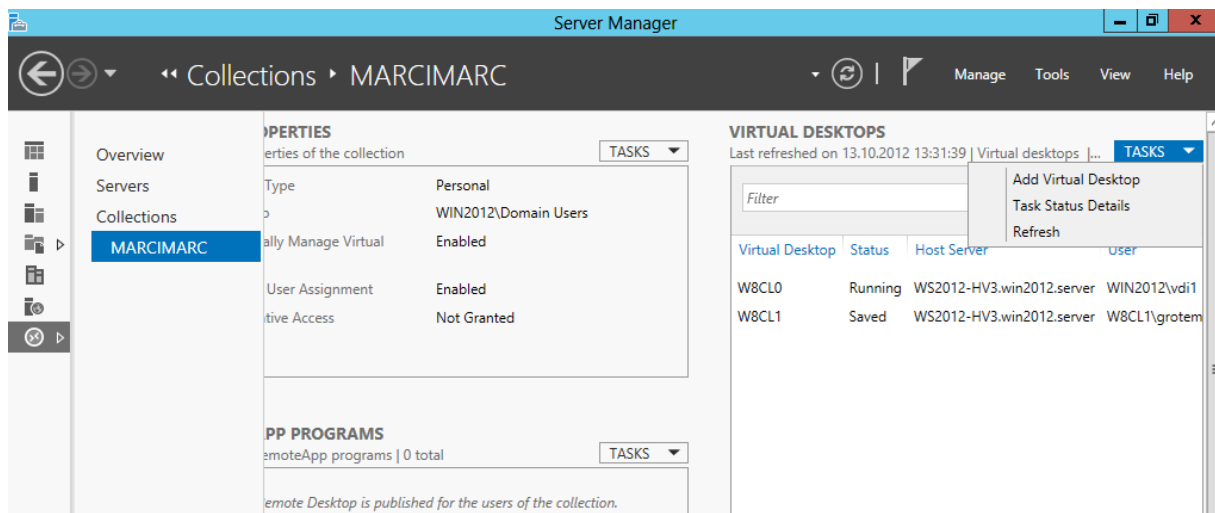 Server Manager
Collections MARCIMARC
Manage Tools View Help
Overview
Servers
Collections
MARCIMARC
OPERTIES
erties of the collection
TASKS
Type Personal
WIN2012\Domain Users
ally Manage Virtual Enabled
User Assignment Enabled
tive Access Not Granted
PP PROGRAMS
emoteApp programs | 0 total
TASKS
emote Desktop is published for the users of the collection.
VIRTUAL DESKTOPS
Last refreshed on 13.10.2012 13:31:39 | Virtual desktops |...
TASKS
Add Virtual Desktop
Task Status Details
Refresh
Filter
Virtual Desktop Status Host Server User
W8CL0 Running WS2012-HV3.win2012.server WIN2012\vdi1
W8CL1 Saved WS2012-HV3.win2012.server W8CL1\grotem